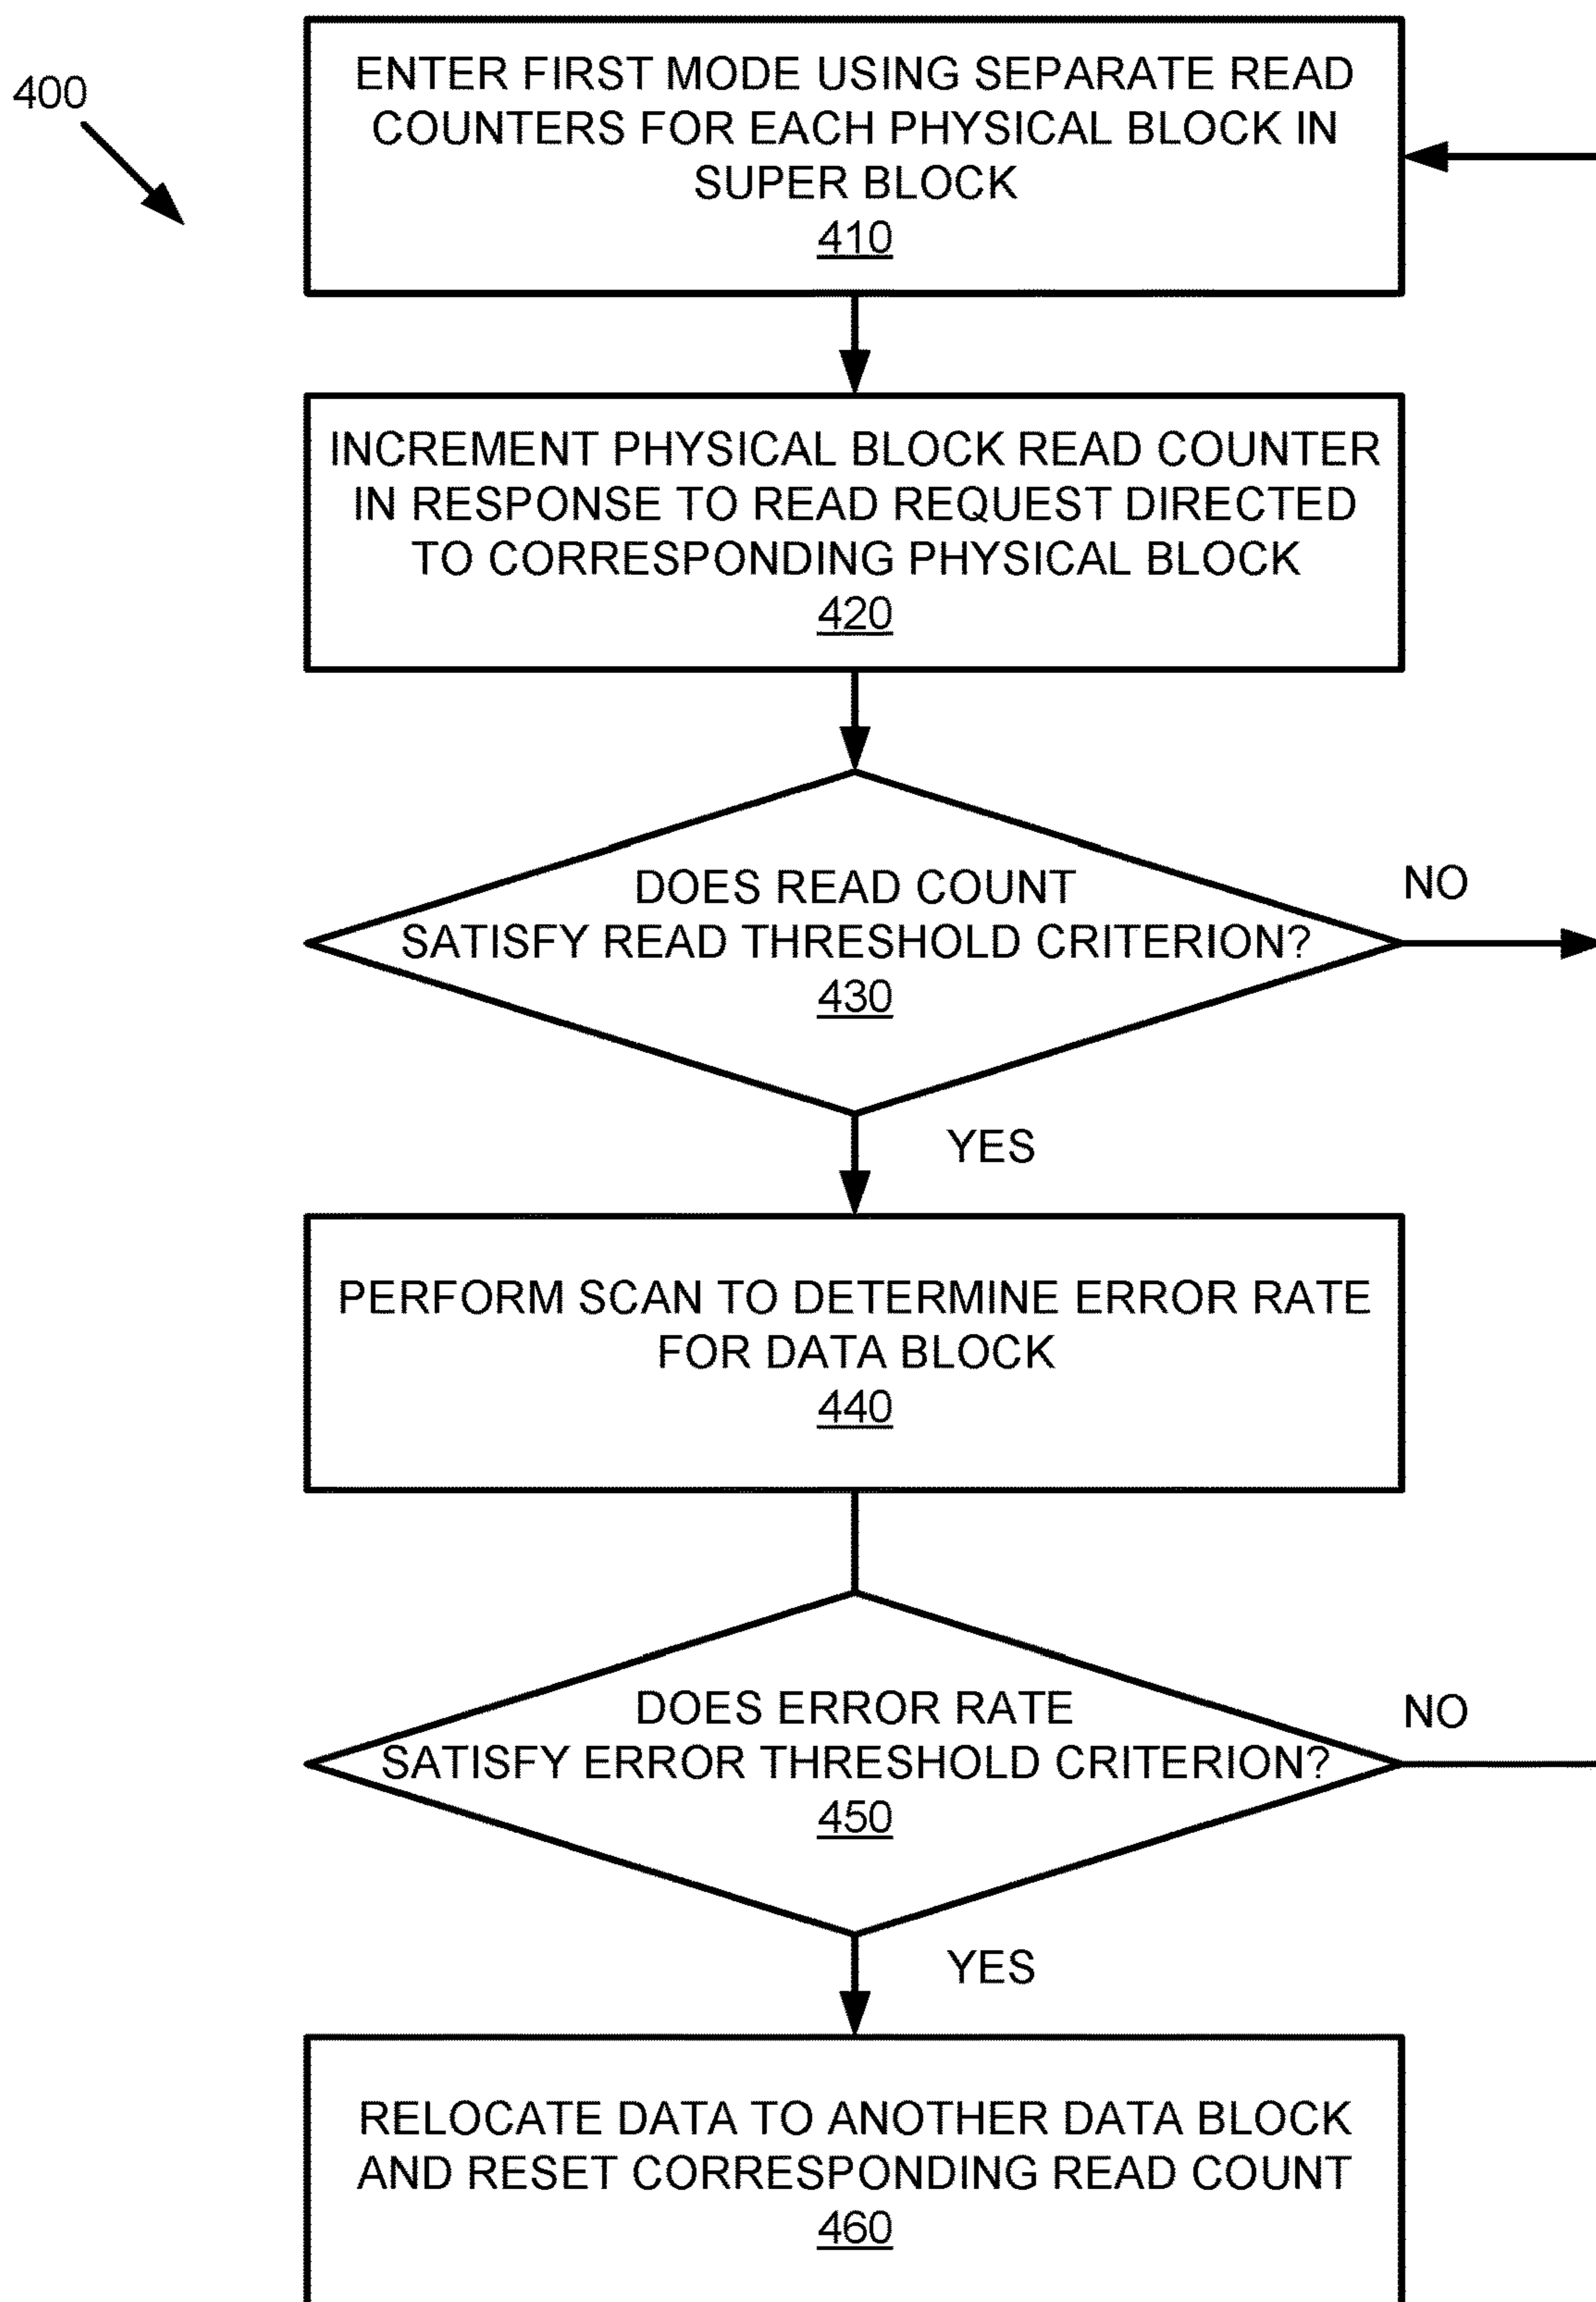 400
ENTER FIRST MODE USING SEPARATE READ
COUNTERS FOR EACH PHYSICAL BLOCK IN
SUPER BLOCK
410
INCREMENT PHYSICAL BLOCK READ COUNTER
IN RESPONSE TO READ REQUEST DIRECTED
TO CORRESPONDING PHYSICAL BLOCK
420
DOES READ COUNT
SATISFY READ THRESHOLD CRITERION?
430
NO
YES
PERFORM SCAN TO DETERMINE ERROR RATE
FOR DATA BLOCK
440
DOES ERROR RATE
SATISFY ERROR THRESHOLD CRITERION?
450
NO
YES
RELOCATE DATA TO ANOTHER DATA BLOCK
AND RESET CORRESPONDING READ COUNT
460